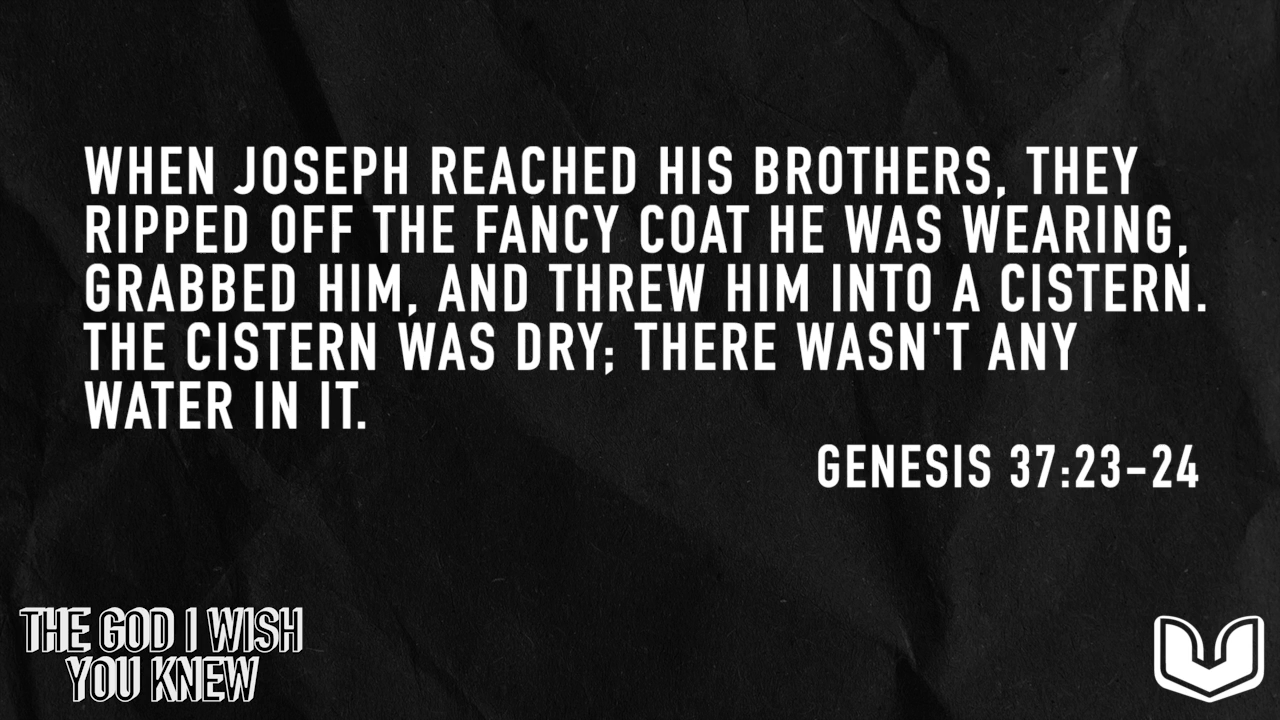 WHEN JOSEPH REACHED HIS BROTHERS, THEY
RIPPED OFF THE FANCY COAT HE WAS WEARING,
GRABBED HIM, AND THREW HIM INTO A CISTERN.
THE CISTERN WAS DRY; THERE WASN'T ANY
WATER IN IT.
GENESIS 37:23-24
THE GOD I WISH
YOU KNEW